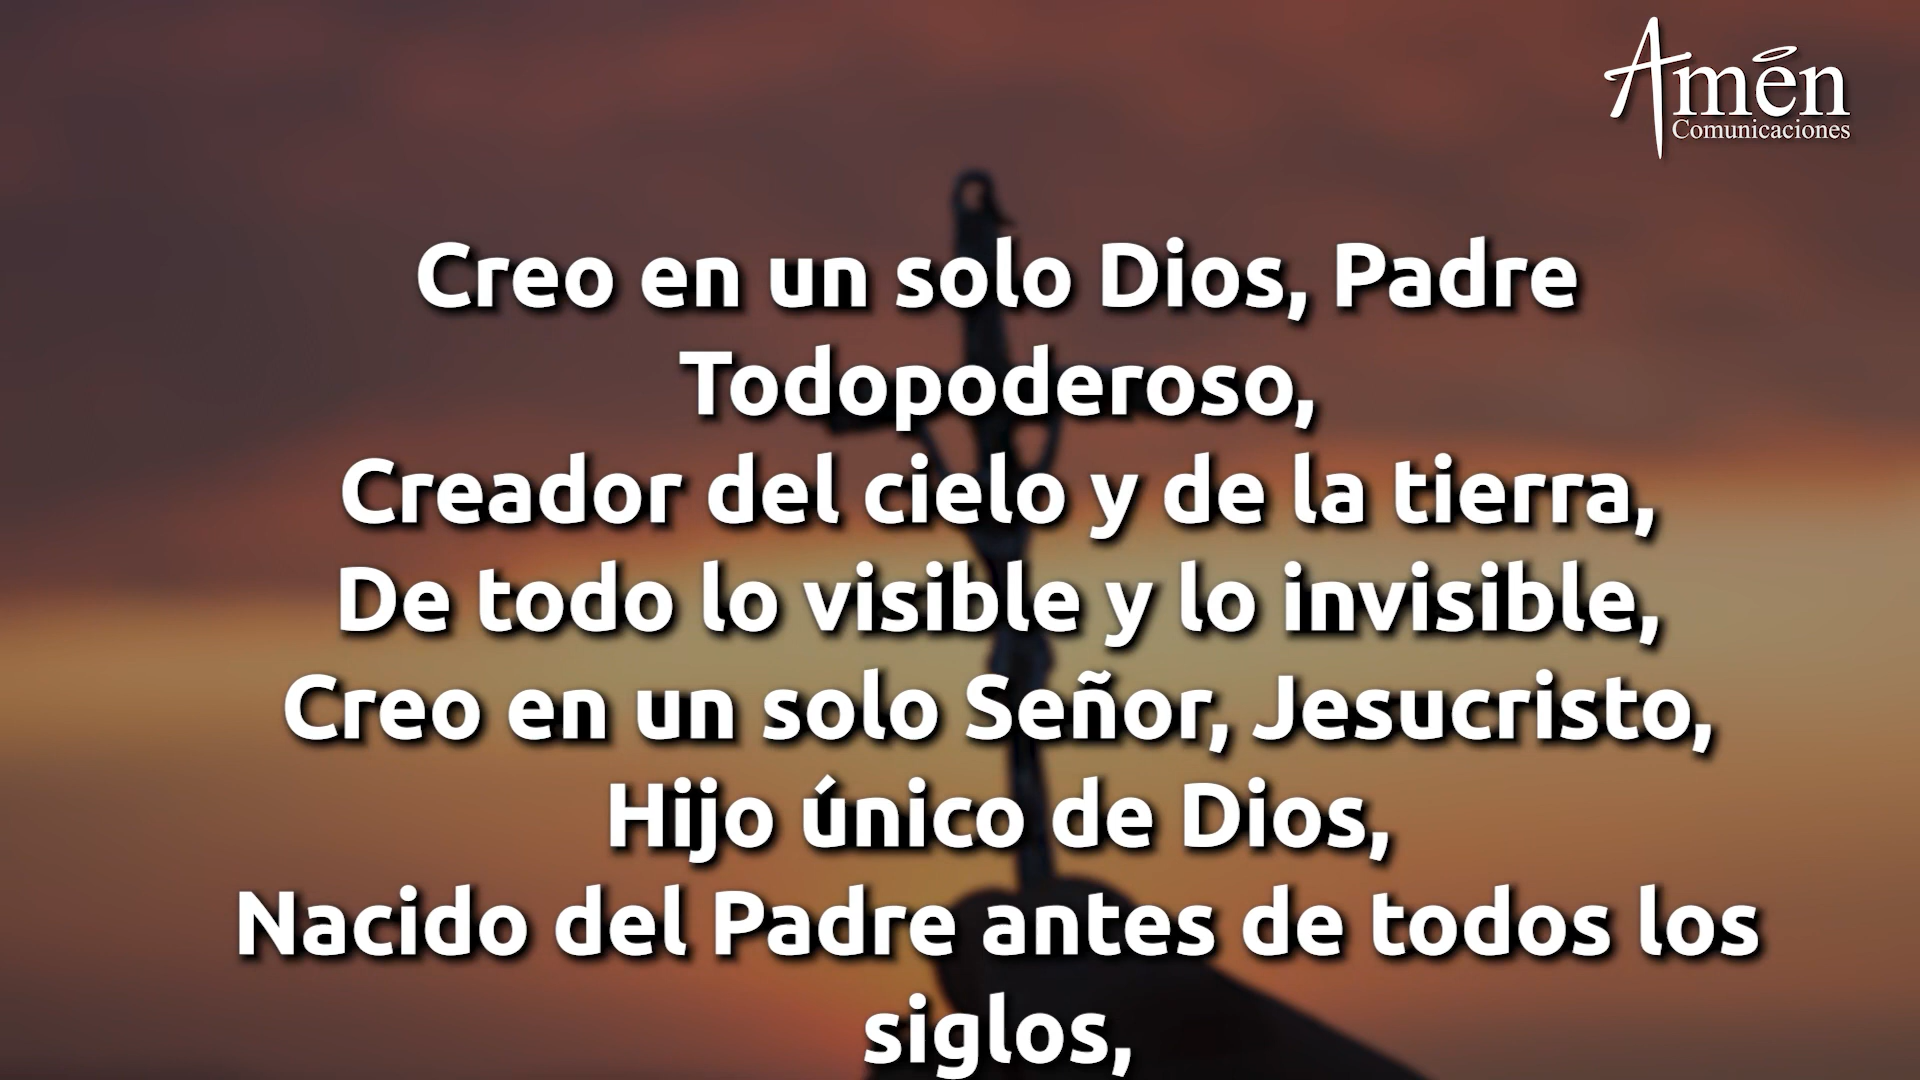 Amén
Comunicaciones
Creo en un solo Dios, Padre
Todopoderoso,
Creador del cielo y de la tierra,
De todo lo visible y lo invisible,
Creo en un solo Señor, Jesucristo,
Hijo único de Dios,
Nacido del Padre antes de todos los
siglos,